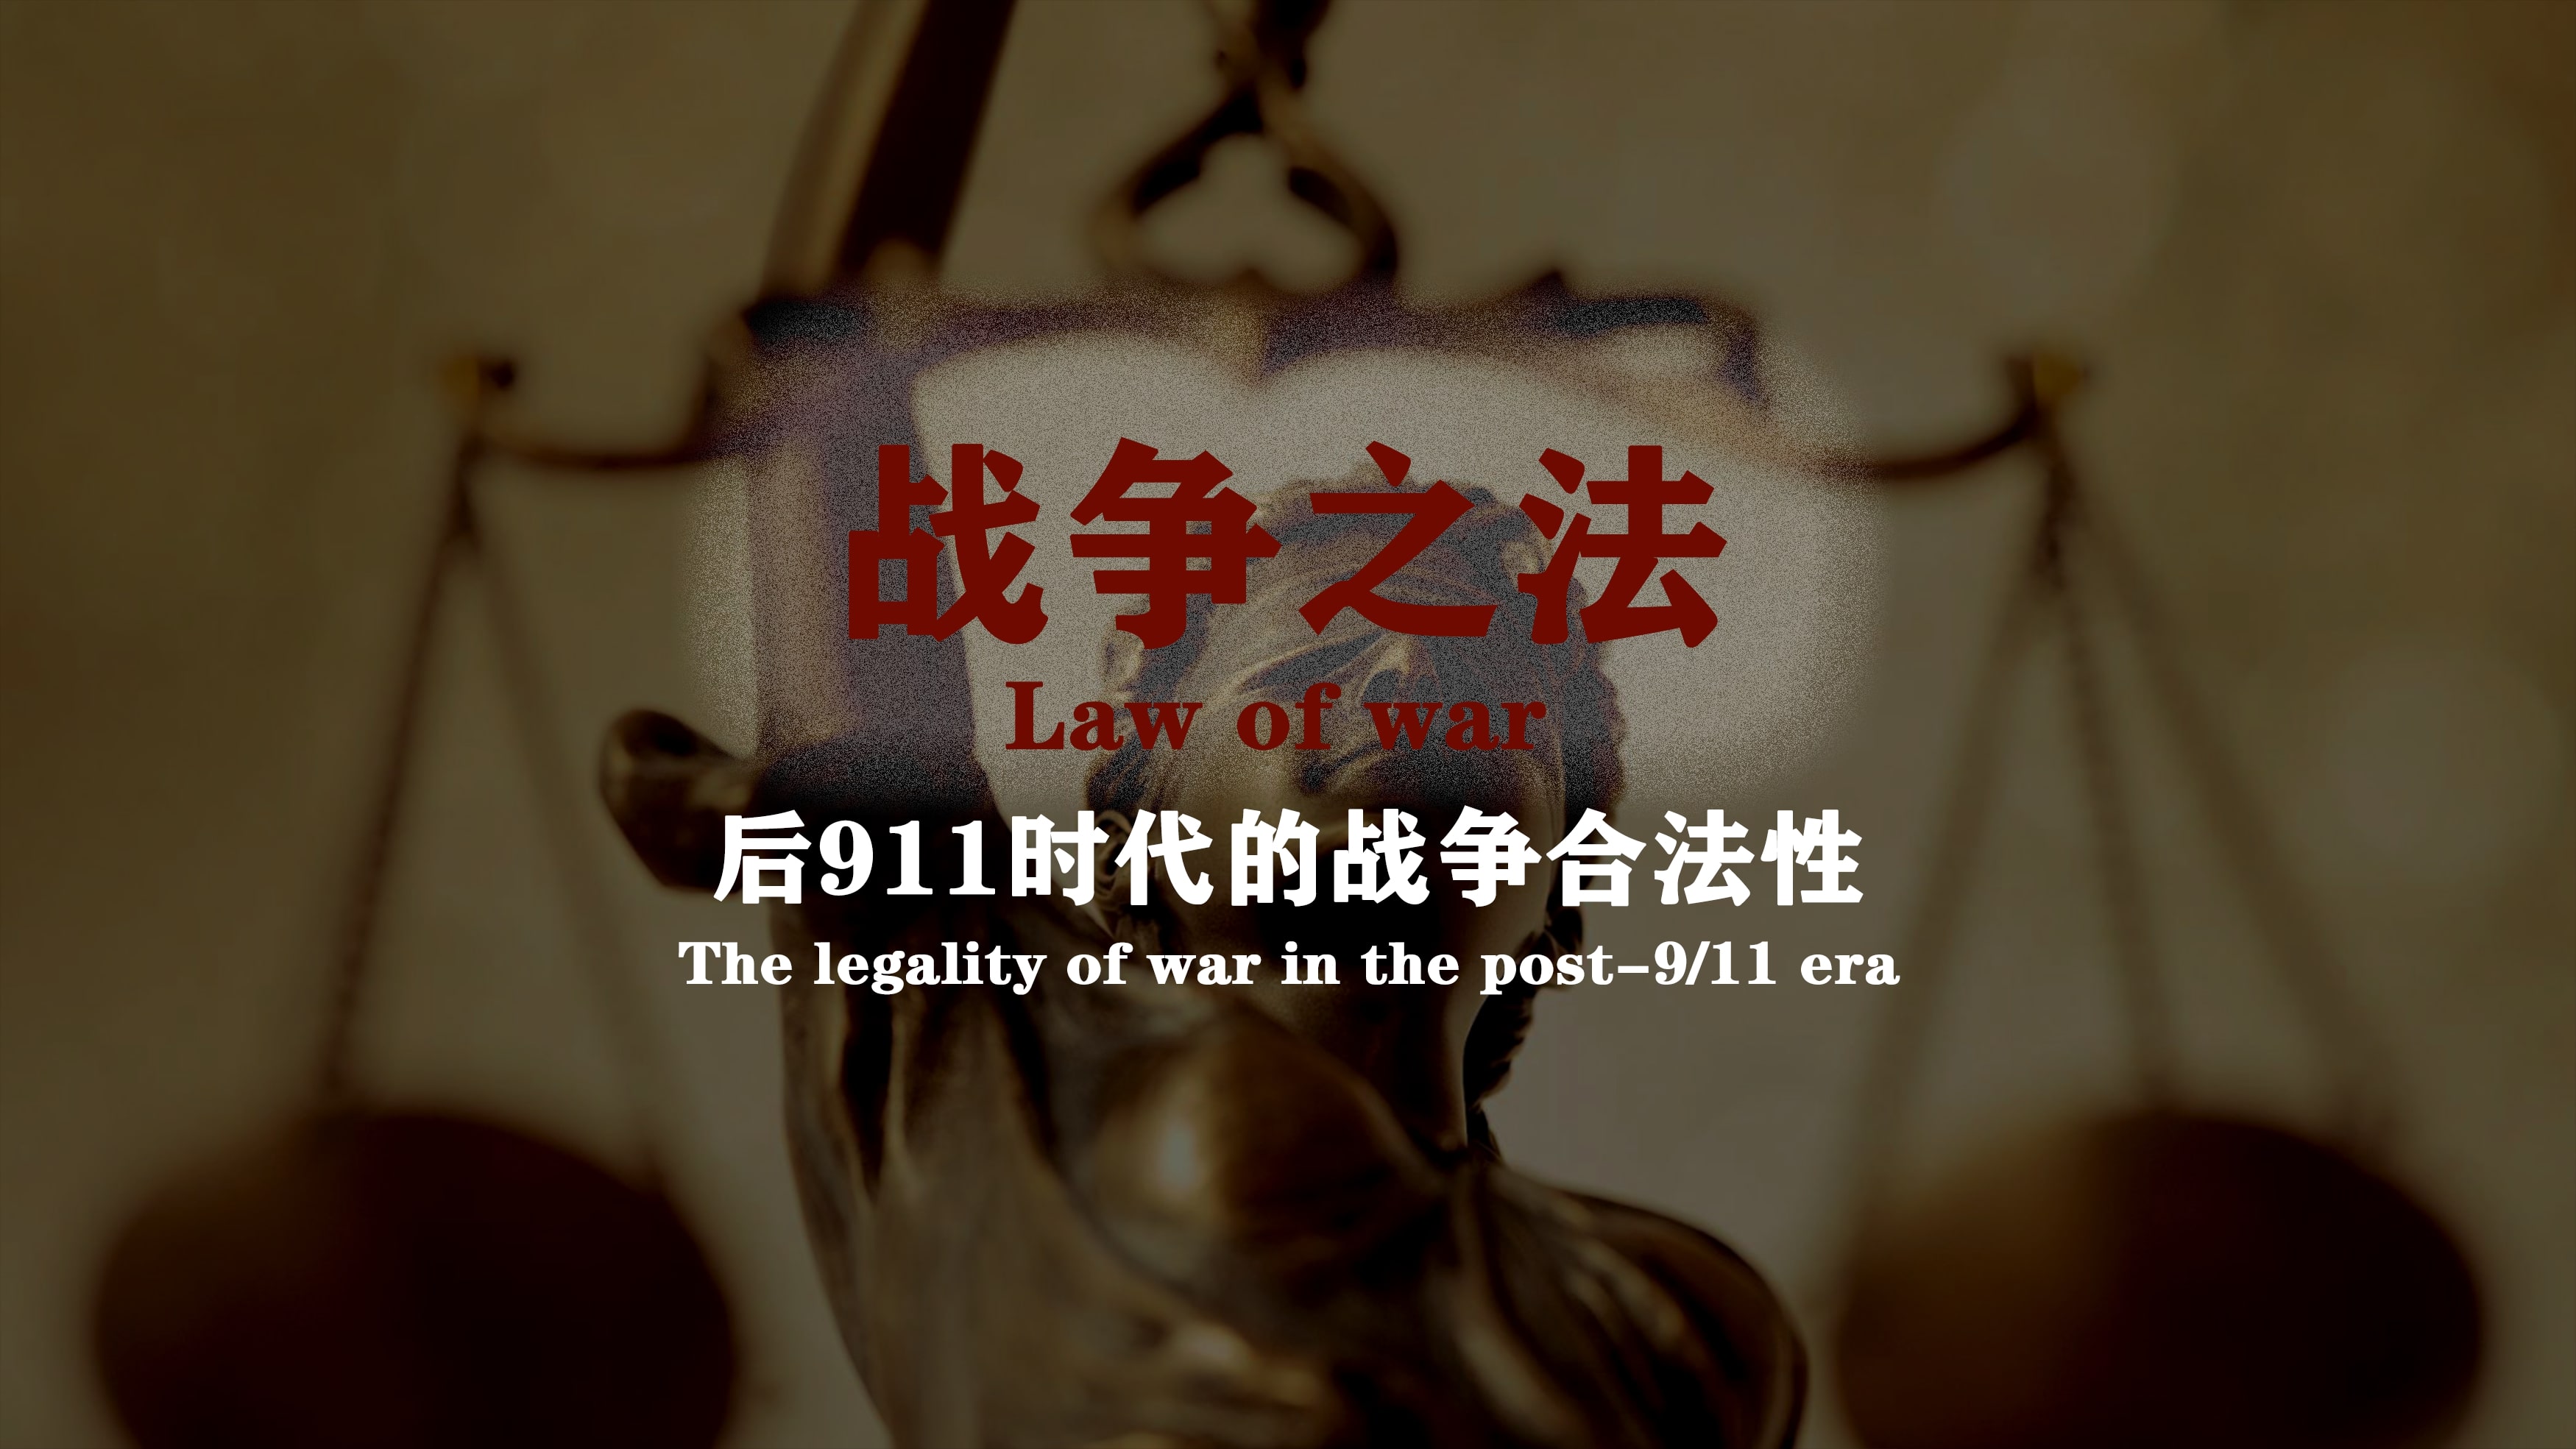 战争之法
Law of war
后911时代的战争合法性
The legality of war in the post-9/11 era